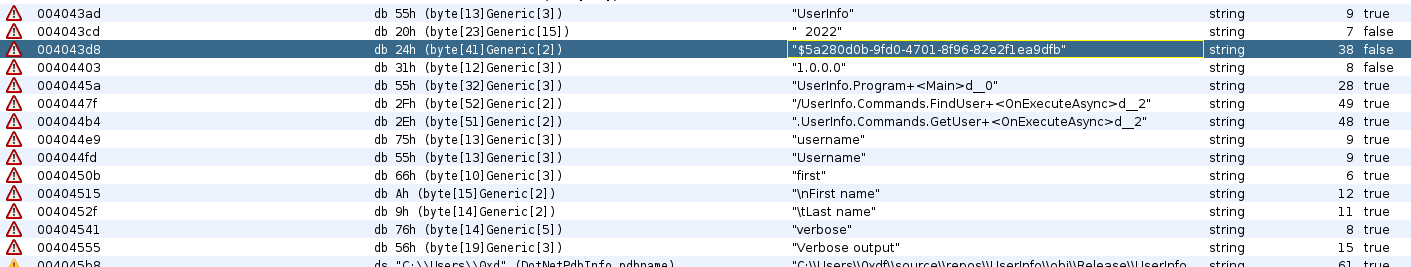 004043ad db 55h (byte[13]Generic[3]) "UserInfo" string 9 true
004043cd db 20h (byte[23]Generic[15]) "  2022" string 7 false
004043d8 db 24h (byte[41]Generic[2]) "$5a280d0b-9fd0-4701-8f96-82e2f1ea9dfb" string 38 false
00404403 db 31h (byte[12]Generic[3]) "1.0.0.0" string 8 false
0040445a db 55h (byte[32]Generic[3]) "UserInfo.Program+<Main>d__0" string 28 true
0040447f db 2Fh (byte[52]Generic[2]) "/UserInfo.Commands.FindUser+<OnExecuteAsync>d__2" string 49 true
004044b4 db 2Eh (byte[51]Generic[2]) ".UserInfo.Commands.GetUser+<OnExecuteAsync>d__2" string 48 true
004044e9 db 75h (byte[13]Generic[3]) "username" string 9 true
004044fd db 55h (byte[13]Generic[3]) "Username" string 9 true
0040450b db 66h (byte[10]Generic[3]) "first" string 6 true
00404515 db Ah (byte[15]Generic[2]) "\nFirst name" string 12 true
0040452f db 9h (byte[14]Generic[2]) "\tLast name" string 11 true
00404541 db 76h (byte[14]Generic[5]) "verbose" string 8 true
00404555 db 56h (byte[19]Generic[3]) "Verbose output" string 15 true
004045b8 ds "C:\\Users\\0xd" (DotNetPdbInfo.pdbname) "C:\\Users\\0xdf\\source\\repos\\UserInfo\\obj\\Release\\UserInfo string 61 true